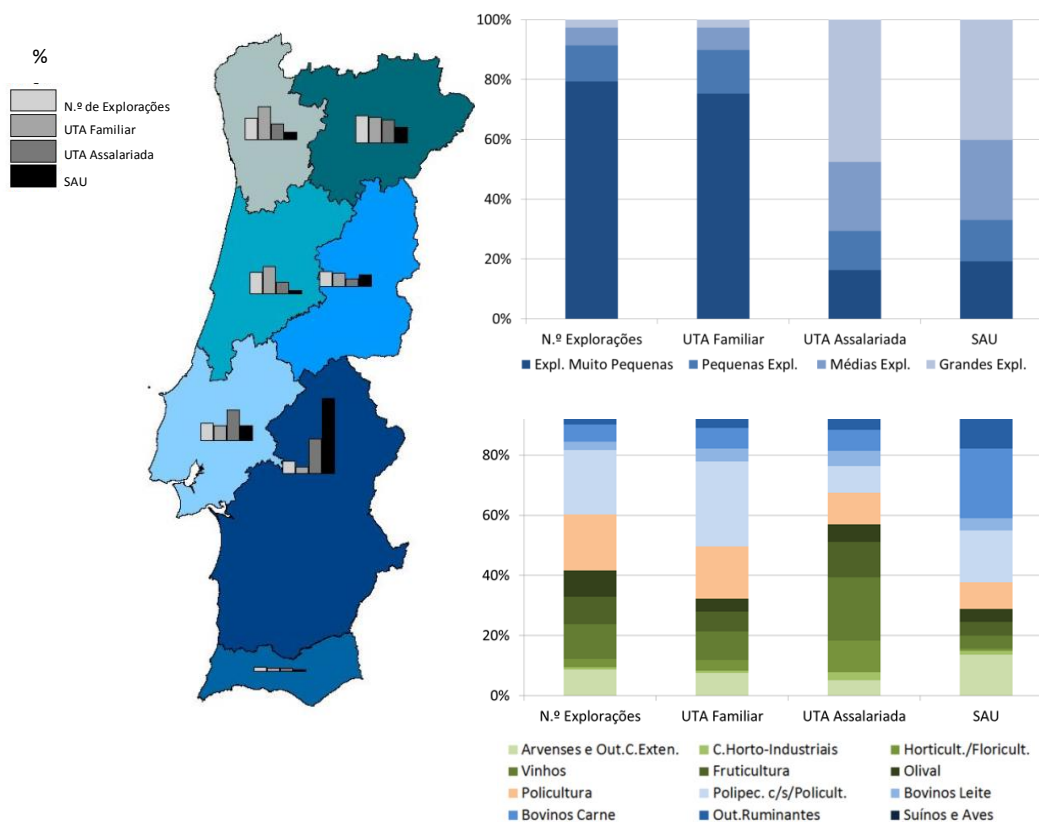 %
N.º de Explorações
UTA Familiar
UTA Assalariada
SAU
100%
80%
60%
40%
20%
0%
N.º Explorações UTA Familiar UTA Assalariada SAU
Expl. Muito Pequenas Pequenas Expl. Médias Expl. Grandes Expl.
80%
60%
40%
20%
0%
N.º Explorações UTA Familiar UTA Assalariada SAU
Arvenses e Out.C.Exten. C.Horto-Industriais Horticult./Floricult.
Vinhos Fruticultura Olival
Policultura Polipec. c/s/Policult. Bovinos Leite
Bovinos Carne Out.Ruminantes Suínos e Aves